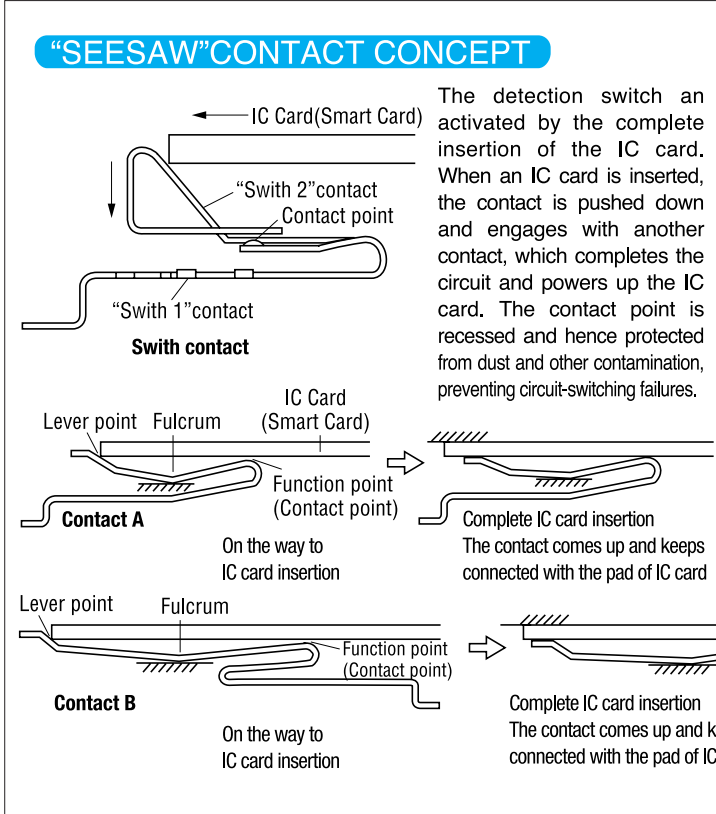 “SEESAW”CONTACT CONCEPT
IC Card(Smart Card)
“Swith 2”contact
Contact point
“Swith 1”contact
Swith contact
The detection switch an
activated by the complete
insertion of the IC card.
When an IC card is inserted,
the contact is pushed down
and engages with another
contact, which completes the
circuit and powers up the IC
card. The contact point is
recessed and hence protected
from dust and other contamination,
preventing circuit-switching failures.
IC Card
(Smart Card)
Lever point
Fulcrum
Function point
(Contact point)
Contact A
On the way to
IC card insertion
Complete IC card insertion
The contact comes up and keeps
connected with the pad of IC card
Lever point
Fulcrum
Function point
(Contact point)
Contact B
On the way to
IC card insertion
Complete IC card insertion
The contact comes up and k
connected with the pad of IC